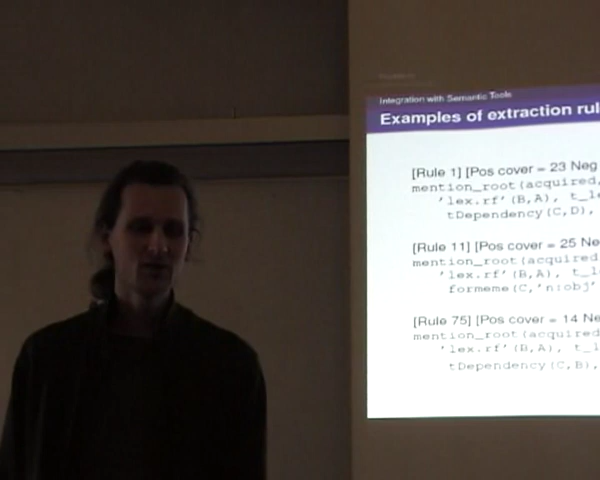 Integration with Semantic Tools
Examples of extraction rul
[Rule 1] [Pos cover = 23 Neg
mention_root(acquired,
'lex.rf'(B,A), t_le
tDependency(C,D),
[Rule 11] [Pos cover = 25 Ne
mention_root(acquired
'lex.rf'(B,A), t_l
formeme(C,'n:obj'
[Rule 75] [Pos cover = 14 Ne
mention_root(acquired
'lex.rf'(B,A), t_l
tDependency(C,B),